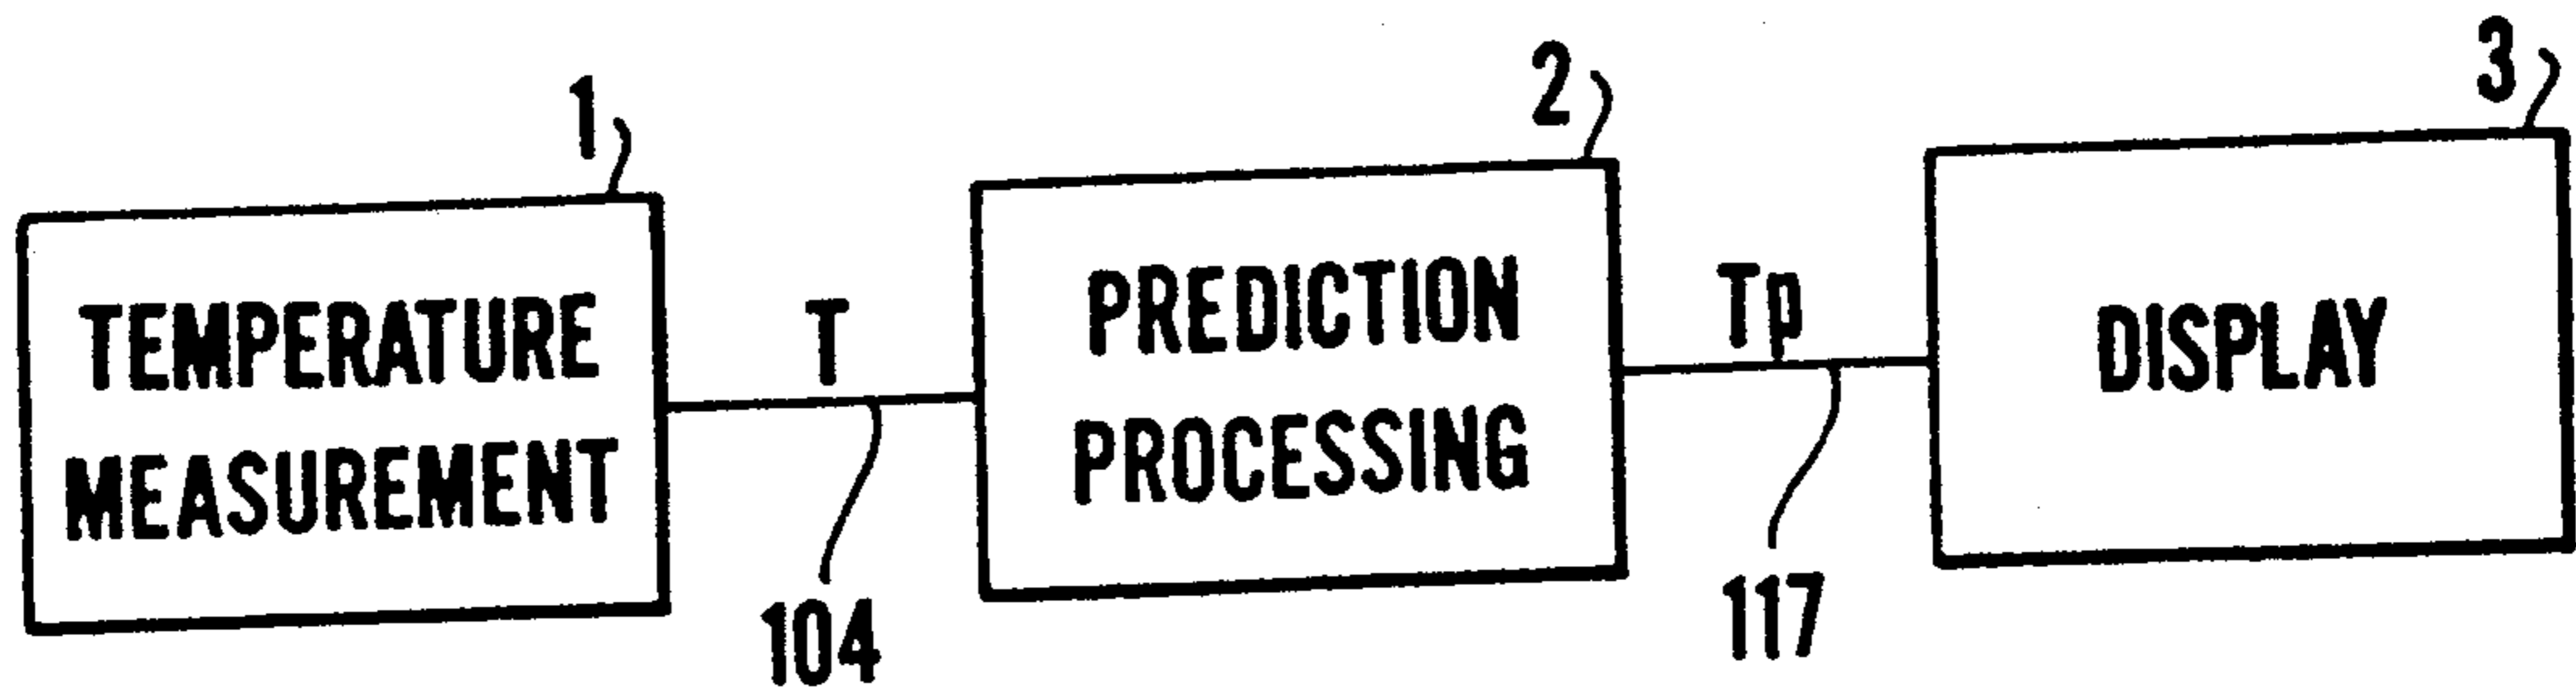 1
2
3
TEMPERATURE
MEASUREMENT
T
PREDICTION
PROCESSING
Tp
DISPLAY
104
117